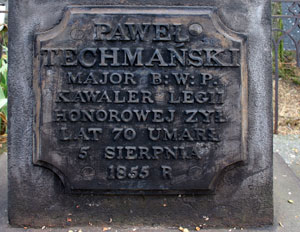 PAWEŁ
TECHMAŃSKI
MAJOR B. W. P.
KAWALER LEGII
HONOROWEJ ŻYŁ
LAT 70 UMARŁ
5 SIERPNIA
1855 R